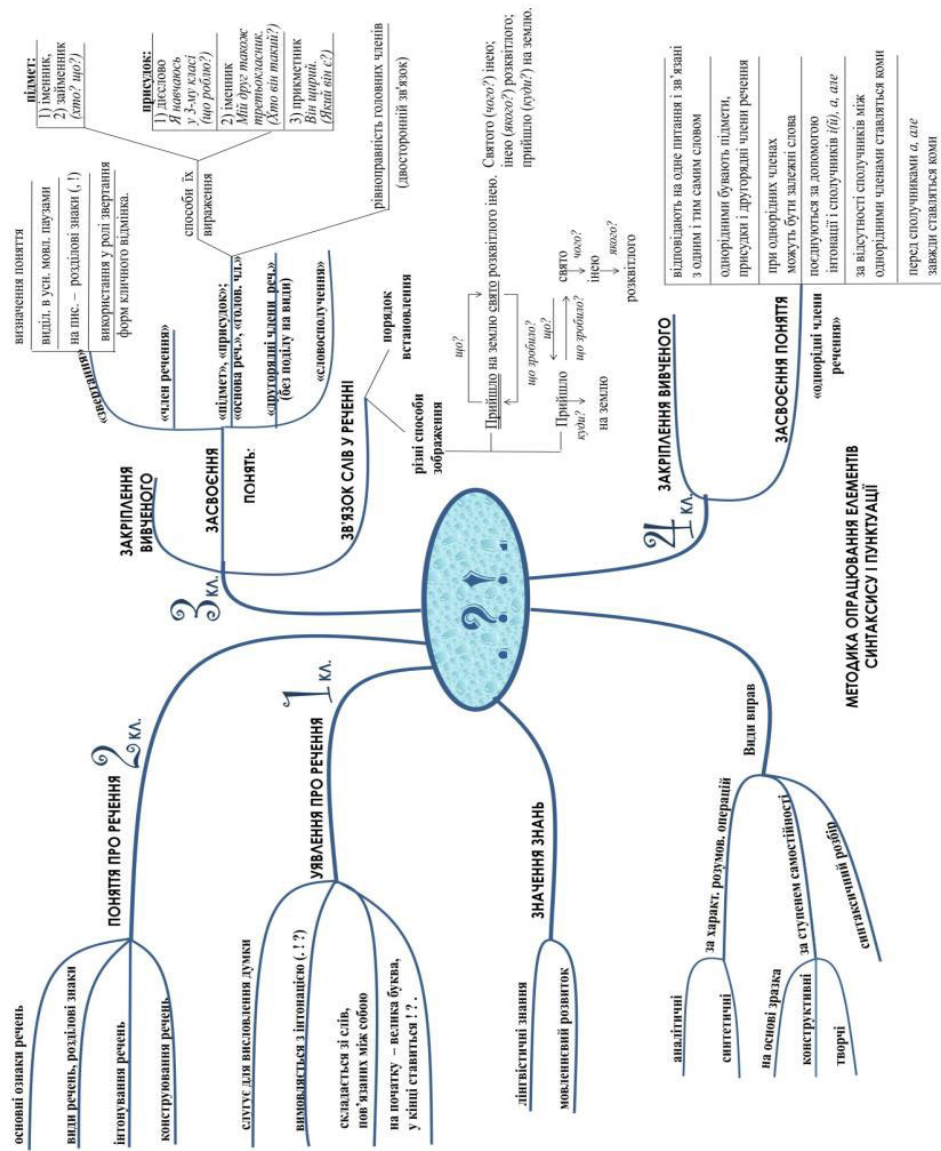 МЕТОДИКА ОПРАЦЮВАННЯ ЕЛЕМЕНТІВ
СИНТАКСИСУ І ПУНКТУАЦІЇ
. ? ! .
1 КЛ.
УЯВЛЕННЯ ПРО РЕЧЕННЯ
слугує для висловлення думки
вимовляється з інтонацією (. ! ?)
складається зі слів,
пов'язаних між собою
на початку – велика буква,
у кінці ставиться ! ? .
2 КЛ.
ПОНЯТТЯ ПРО РЕЧЕННЯ
основні ознаки речень
види речень, розділові знаки
інтонування речень
конструювання речень
3 КЛ.
ЗАКРІПЛЕННЯ
ВИВЧЕНОГО
ЗАСВОЄННЯ
ПОНЯТЬ:
«звертання»
визначення поняття
виділ. в усн. мовл. паузами
на пис. – розділові знаки (, !)
використання у ролі звертання
форм кличного відмінка.
«член речення»
«підмет», «присудок»;
«основа реч.», «голов. чл.»
способи їх
вираження
підмет:
1) іменник,
2) займенник
(хто? що?)
присудок:
1) дієслово
Я навчаюсь
у 3-му класі
(що роблю?)
2) іменник
Мій друг також
третьокласник.
(Хто він такий?)
3) прикметник
Він щирий.
(Який він є?)
рівноправність головних членів
(двосторонній зв'язок)
«другорядні члени реч.»
(без поділу на види)
«словосполучення»
ЗВ'ЯЗОК СЛІВ У РЕЧЕННІ
порядок
встановлення
різні способи
зображення
що?
Прийшло на землю свято розквітлого інею.
що зробило?
Святого (чого?) інею;
інею (якого?) розквітлого;
прийшло (куди?) на землю.
що?
Прийшло
свято
що зробило?
куди?
чого?
на землю
інею
якого?
розквітлого
4 КЛ.
ЗАКРІПЛЕННЯ ВИВЧЕНОГО
ЗАСВОЄННЯ ПОНЯТТЯ
«однорідні члени
речення»
відповідають на одне питання і зв'язані
з одним і тим самим словом
однорідними бувають підмети,
присудки і другорядні члени речення
при однорідних членах
можуть бути залежні слова
поєднуються за допомогою
інтонації і сполучників і(й), а, але
за відсутності сполучників між
однорідними членами ставляться коми
перед сполучниками а, але
завжди ставляться коми
ЗНАЧЕННЯ ЗНАНЬ
лінгвістичні знання
мовленнєвий розвиток
Види вправ
за характ. розумов. операцій
аналітичні
синтетичні
за ступенем самостійності
на основі зразка
конструктивні
творчі
синтаксичний розбір